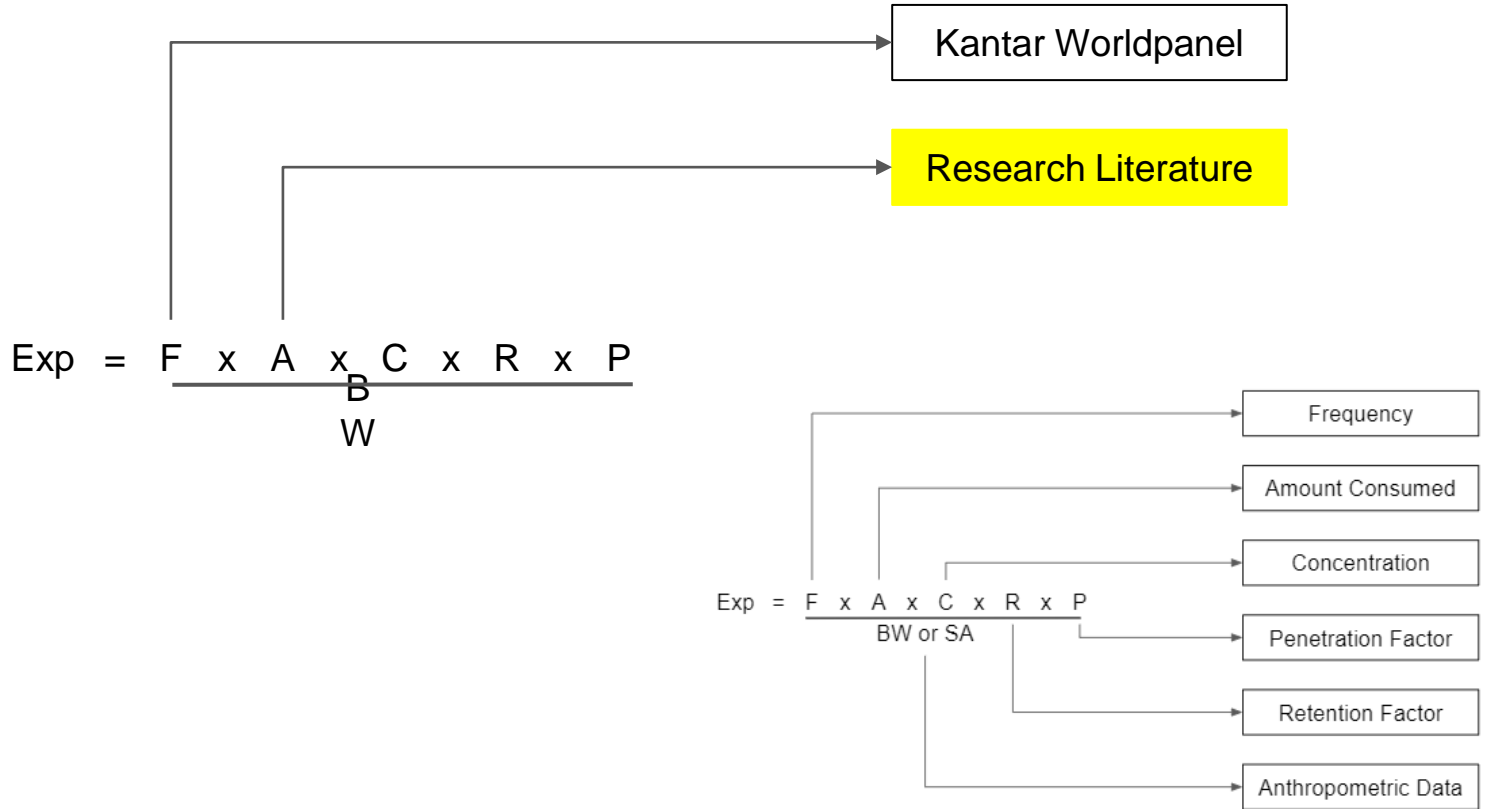 Kantar Worldpanel
Research Literature
Exp = F x A x C x R x P
B
W
Frequency
Amount Consumed
Concentration
Exp = F x A x C x R x P
BW or SA
Penetration Factor
Retention Factor
Anthropometric Data